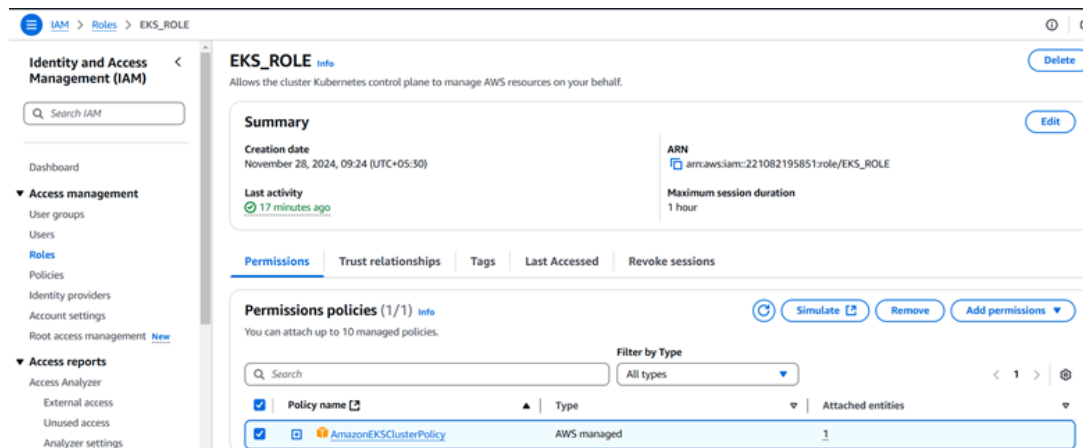 IAM > Roles > EKS_ROLE
Identity and Access Management (IAM)
Search IAM
Dashboard
Access management
User groups
Users
Roles
Policies
Identity providers
Account settings
Root access management New
Access reports
Access Analyzer
External access
Unused access
Analyzer settings
EKS_ROLE Info
Delete
Allows the cluster Kubernetes control plane to manage AWS resources on your behalf.
Summary
Edit
Creation date
November 28, 2024, 09:24 (UTC+05:30)
ARN
arn:aws:iam::221082195851:role/EKS_ROLE
Last activity
17 minutes ago
Maximum session duration
1 hour
Permissions Trust relationships Tags Last Accessed Revoke sessions
Permissions policies (1/1) Info
Simulate Remove Add permissions
You can attach up to 10 managed policies.
Filter by Type
Search All types 1
Policy name Type Attached entities
AmazonEKSClusterPolicy AWS managed 1